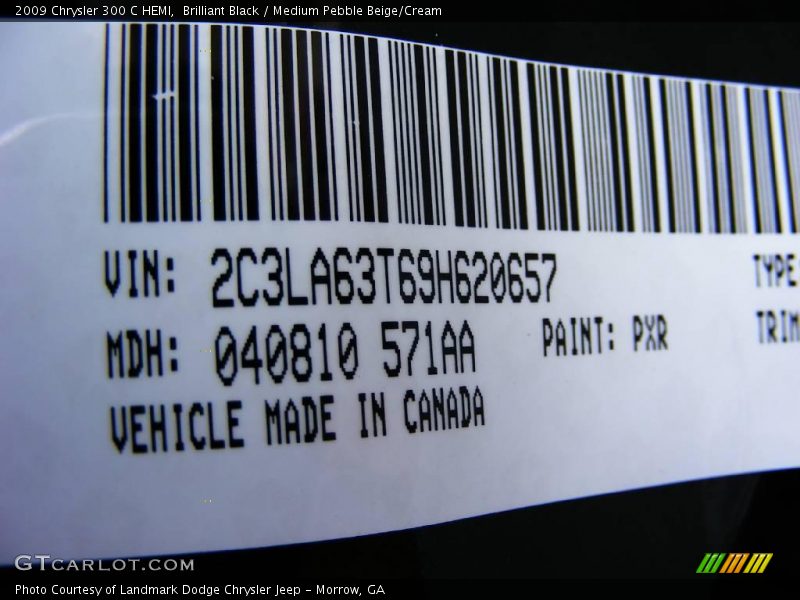 2009 Chrysler 300 C HEMI, Brilliant Black / Medium Pebble Beige/Cream
VIN: 2C3LA63T69H620657 TYPE:
MDH: 040810 571AA PAINT: PXR TRIM
VEHICLE MADE IN CANADA
GTCARLOT.COM
Photo Courtesy of Landmark Dodge Chrysler Jeep - Morrow, GA